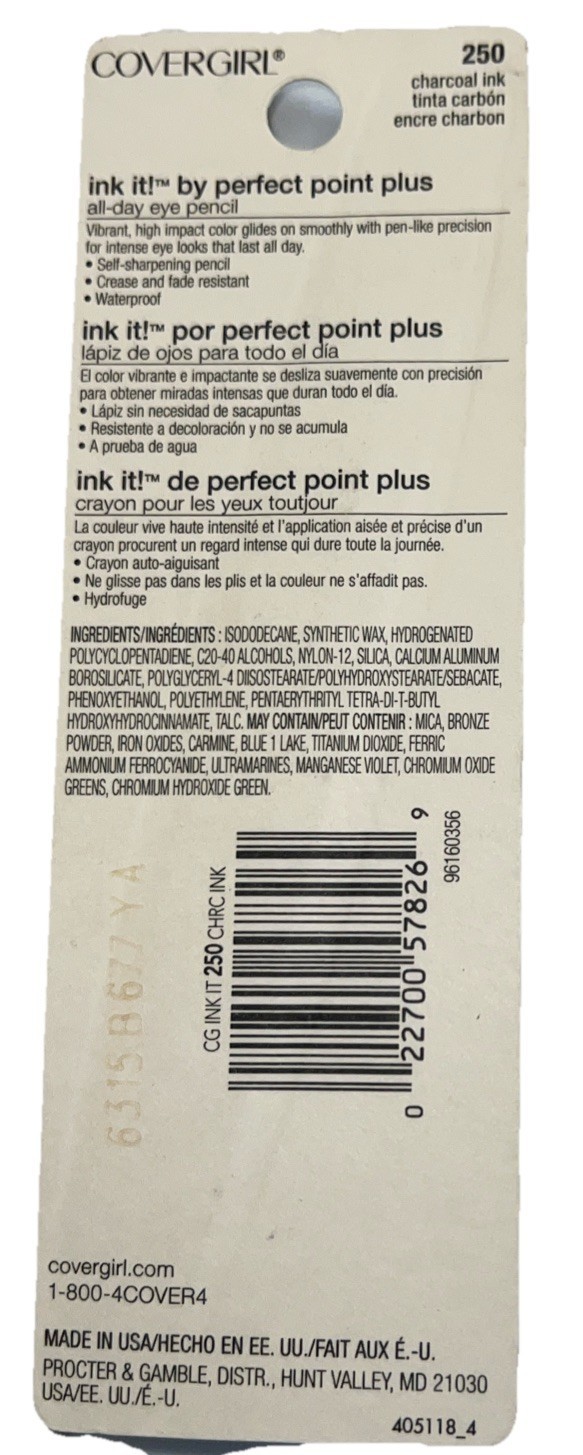 COVERGIRL®
250
charcoal ink
tinta carbón
encre charbon
ink it!™ by perfect point plus
all-day eye pencil
Vibrant, high impact color glides on smoothly with pen-like precision
for intense eye looks that last all day.
• Self-sharpening pencil
• Crease and fade resistant
• Waterproof
ink it!™ por perfect point plus
lápiz de ojos para todo el día
El color vibrante e impactante se desliza suavemente con precisión
para obtener miradas intensas que duran todo el día.
• Lápiz sin necesidad de sacapuntas
• Resistente a decoloración y no se acumula
• A prueba de agua
ink it!™ de perfect point plus
crayon pour les yeux toutjour
La couleur vive haute intensité et l'application aisée et précise d'un
crayon procurent un regard intense qui dure toute la journée.
• Crayon auto-aiguisant
• Ne glisse pas dans les plis et la couleur ne s'affadit pas.
• Hydrofuge
INGREDIENTS/INGRÉDIENTS : ISODODECANE, SYNTHETIC WAX, HYDROGENATED
POLYCYCLOPENTADIENE, C20-40 ALCOHOLS, NYLON-12, SILICA, CALCIUM ALUMINUM
BOROSILICATE, POLYGLYCERYL-4 DIISOSTEARATE/POLYHYDROXYSTEARATE/SEBACATE,
PHENOXYETHANOL, POLYETHYLENE, PENTAERYTHRITYL TETRA-DI-T-BUTYL
HYDROXYHYDROCINNAMATE, TALC. MAY CONTAIN/PEUT CONTENIR : MICA, BRONZE
POWDER, IRON OXIDES, CARMINE, BLUE 1 LAKE, TITANIUM DIOXIDE, FERRIC
AMMONIUM FERROCYANIDE, ULTRAMARINES, MANGANESE VIOLET, CHROMIUM OXIDE
GREENS, CHROMIUM HYDROXIDE GREEN.
6315B677YA
CG INK IT 250 CHRC INK
0 22700 57826 9
96160356
covergirl.com
1-800-4COVER4
MADE IN USA/HECHO EN EE. UU./FAIT AUX É.-U.
PROCTER & GAMBLE, DISTR., HUNT VALLEY, MD 21030
USA/EE. UU./É.-U.
405118_4